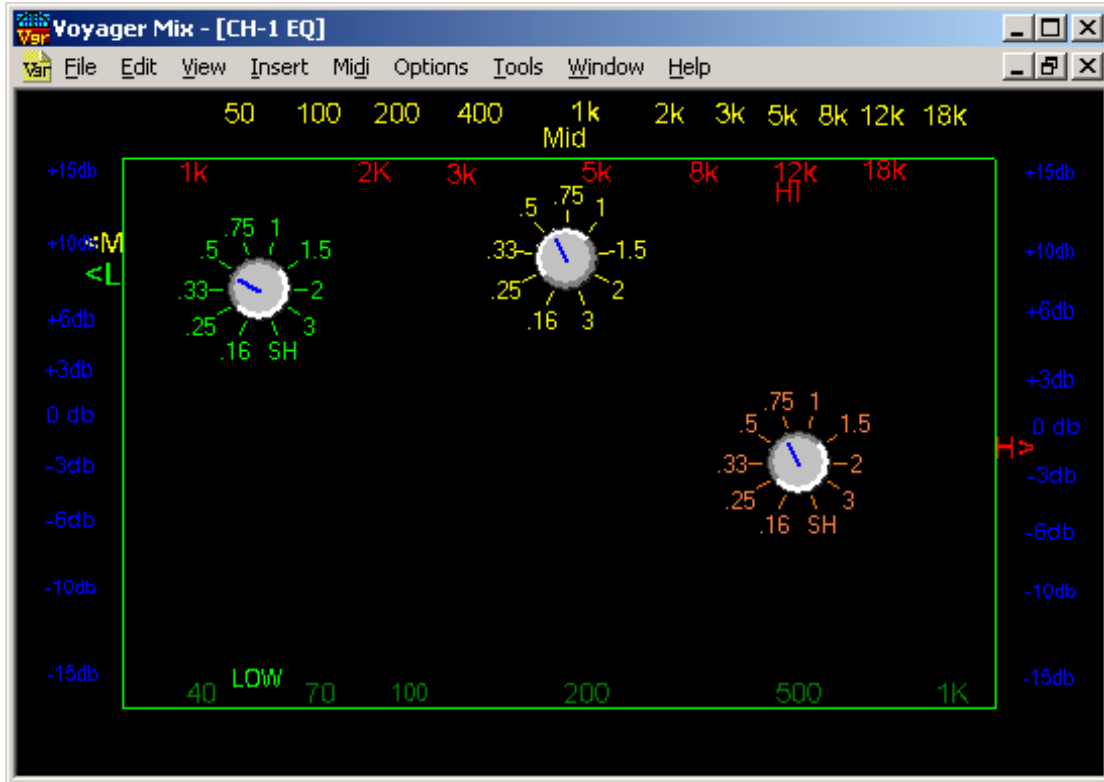 Voyager Mix - [CH-1 EQ]
File Edit View Insert Midi Options Tools Window Help
50 100 200 400 1k 2k 3k 5k 8k 12k 18k
Mid
+15db 1k 2K 3k 5k 8k 12k 18k +15db
HI
.5 .75 1
.33 1.5
.25 2
.16 3
+10db <M +10db
<L
.75 1
.5 1.5
.33 2
.25 3
.16 SH
+6db +6db
+3db +3db
0 db 0 db
H>
.75 1
.5 1.5
.33 2
.25 3
.16 SH
-3db -3db
-6db -6db
-10db -10db
-15db LOW -15db
40 70 100 200 500 1K